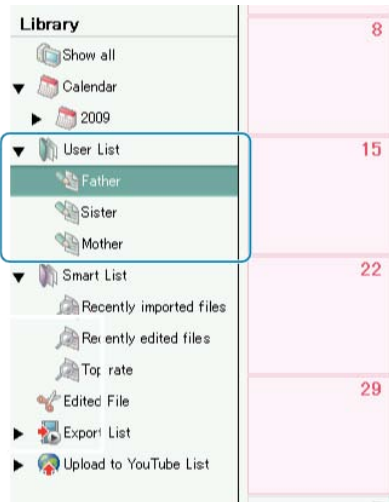 Library
Show all
Calendar
2009
User List
Father
Sister
Mother
Smart List
Recently imported files
Recently edited files
Top rate
Edited File
Export List
Upload to YouTube List
8
15
22
29